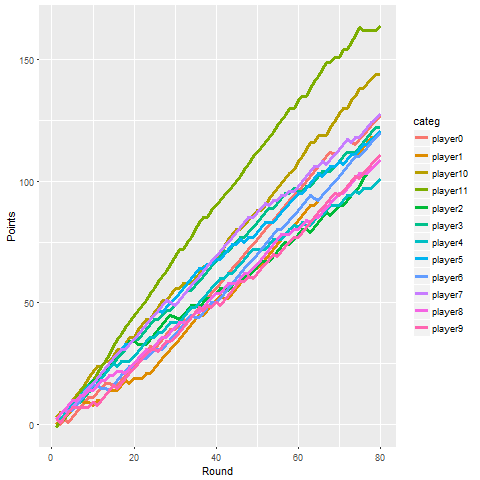 150
100
50
0
Points
0
20
40
60
80
Round
categ
player0
player1
player10
player11
player2
player3
player4
player5
player6
player7
player8
player9